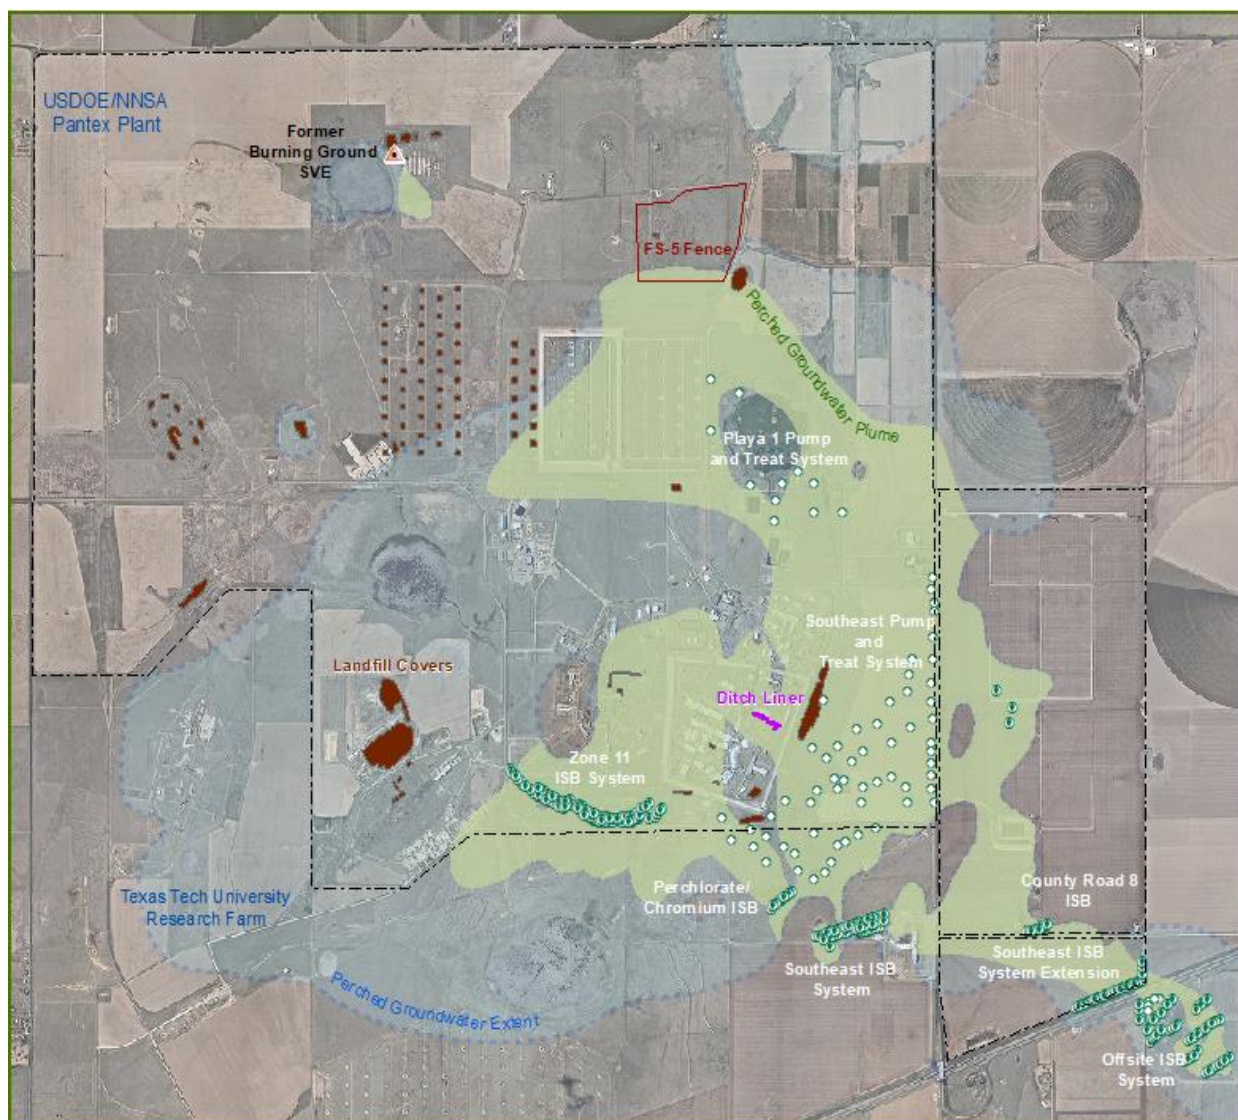 USDOE/NNSA
Pantex Plant
Former
Burning Ground
SVE
FS-5 Fence
Perched Groundwater Plume
Playa 1 Pump
and Treat System
Southeast Pump
and
Treat System
Landfill Covers
Ditch Liner
Zone 11
ISB System
Texas Tech University
Research Farm
Perchlorate/
Chromium ISB
County Road 8
ISB
Southeast ISB
System
Southeast ISB
System Extension
Perched Groundwater Extent
Offsite ISB
System